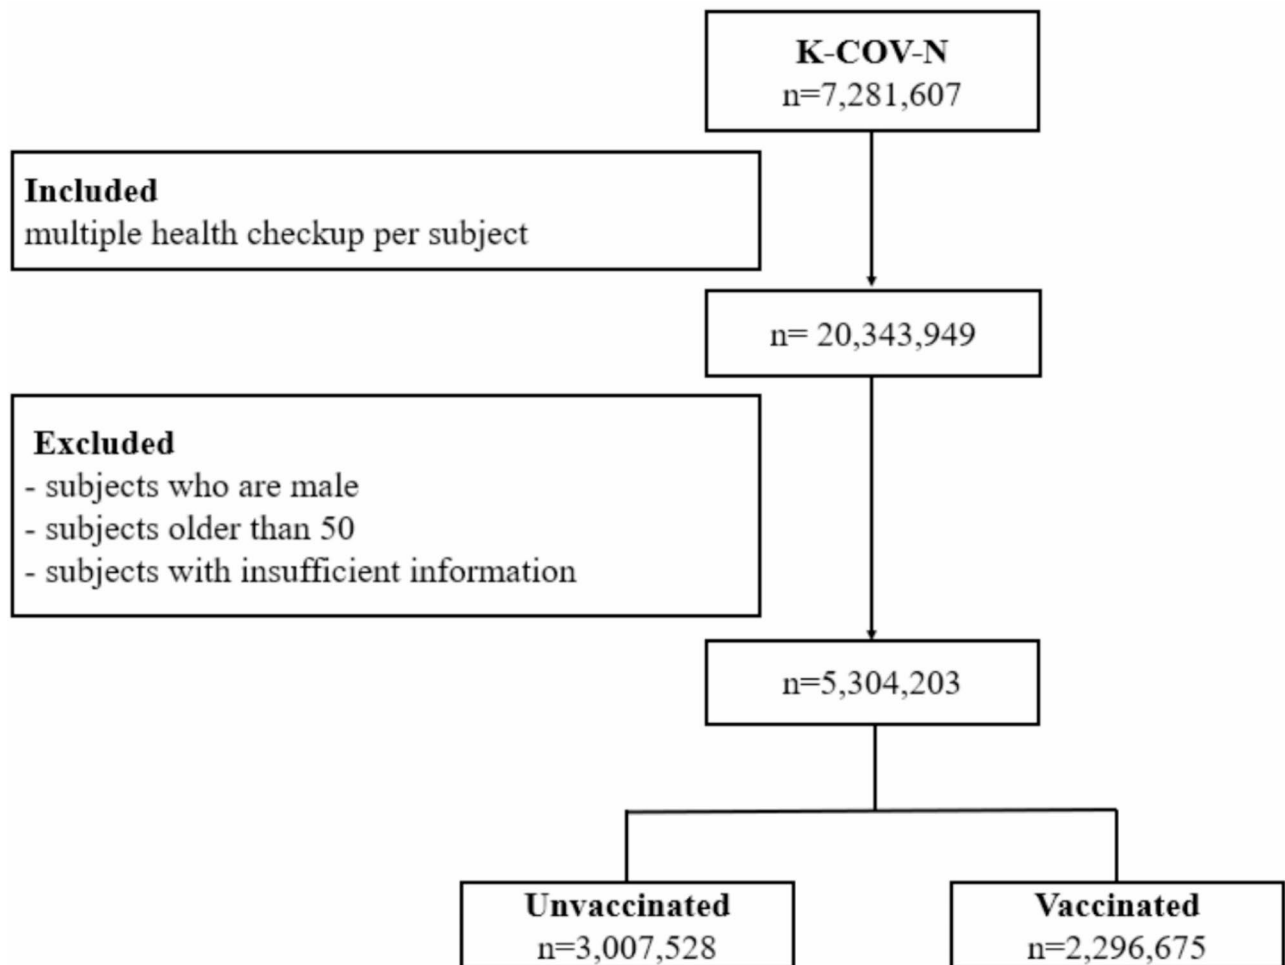 K-COV-N
n=7,281,607
Included
multiple health checkup per subject
n= 20,343,949
Excluded
- subjects who are male
- subjects older than 50
- subjects with insufficient information
n=5,304,203
Unvaccinated
n=3,007,528
Vaccinated
n=2,296,675